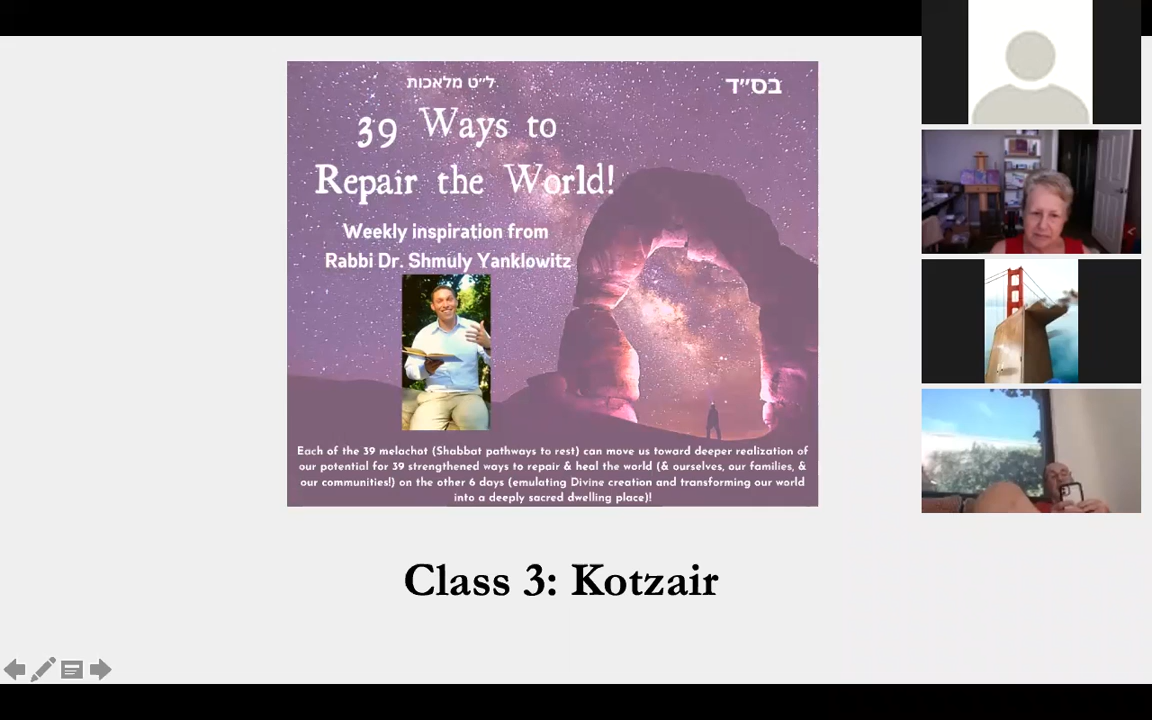 ל״ט מלאכות
בס״ד
39 Ways to
Repair the World!
Weekly inspiration from
Rabbi Dr. Shmuly Yanklowitz
Each of the 39 melachot (Shabbat pathways to rest) can move us toward deeper realization of
our potential for 39 strengthened ways to repair & heal the world (& ourselves, our families, &
our communities!) on the other 6 days (emulating Divine creation and transforming our world
into a deeply sacred dwelling place)!
Class 3: Kotzair